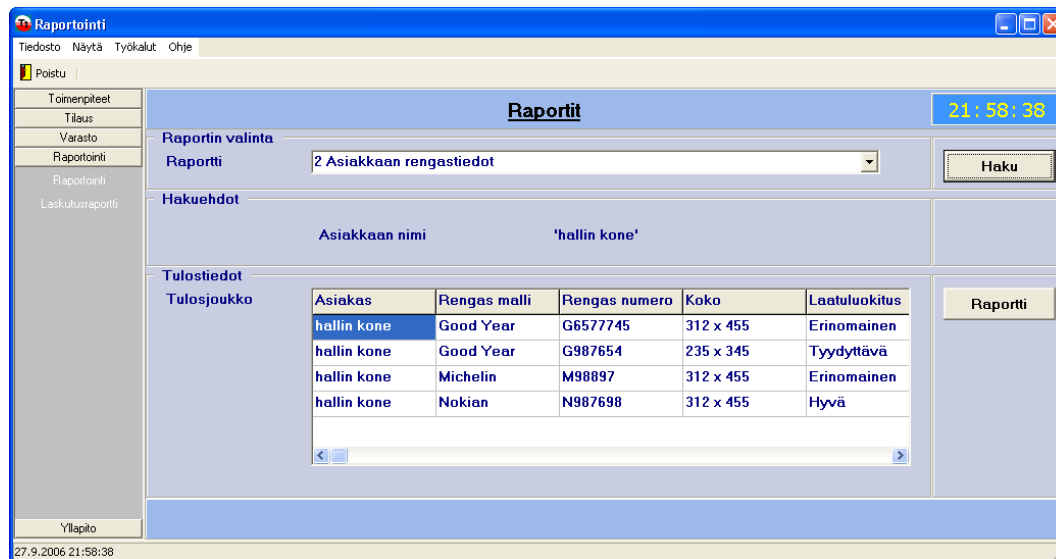 Raportointi
Tiedosto Näytä Työkalut Ohje
Poistu
Toimenpiteet
Tilaus
Varasto
Raportointi
Raportointi
Laskutusraportti
Yllapito
Raportit
21:58:38
Raportin valinta
Raportti
2 Asiakkaan rengastiedot
Haku
Hakuehdot
Asiakkaan nimi 'hallin kone'
Tulostiedot
Tulosjoukko
Asiakas Rengas malli Rengas numero Koko Laatuluokitus
hallin kone Good Year G6577745 312 x 455 Erinomainen
hallin kone Good Year G987654 235 x 345 Tyydyttävä
hallin kone Michelin M98897 312 x 455 Erinomainen
hallin kone Nokian N987698 312 x 455 Hyvä
Raportti
27.9.2006 21:58:38